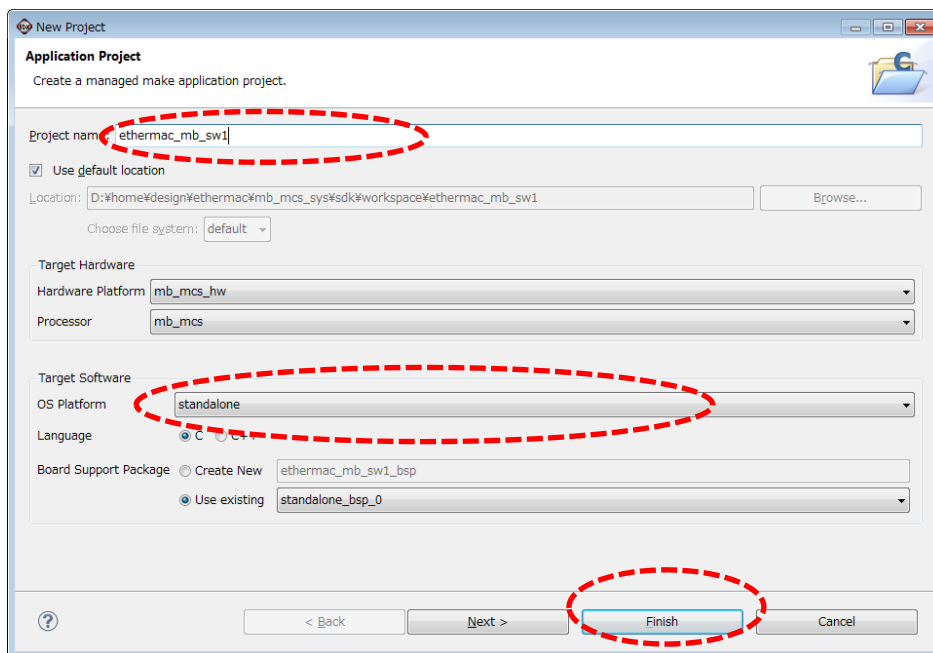 New Project
Application Project
Create a managed make application project.
Project name: ethermac_mb_sw1
Use default location
Location: D:¥home¥design¥ethermac¥mb_mcs_sys¥sdk¥workspace¥ethermac_mb_sw1 Browse...
Choose file system: default
Target Hardware
Hardware Platform mb_mcs_hw
Processor mb_mcs
Target Software
OS Platform standalone
Language C C++
Board Support Package Create New ethermac_mb_sw1_bsp
Use existing standalone_bsp_0
< Back Next > Finish Cancel